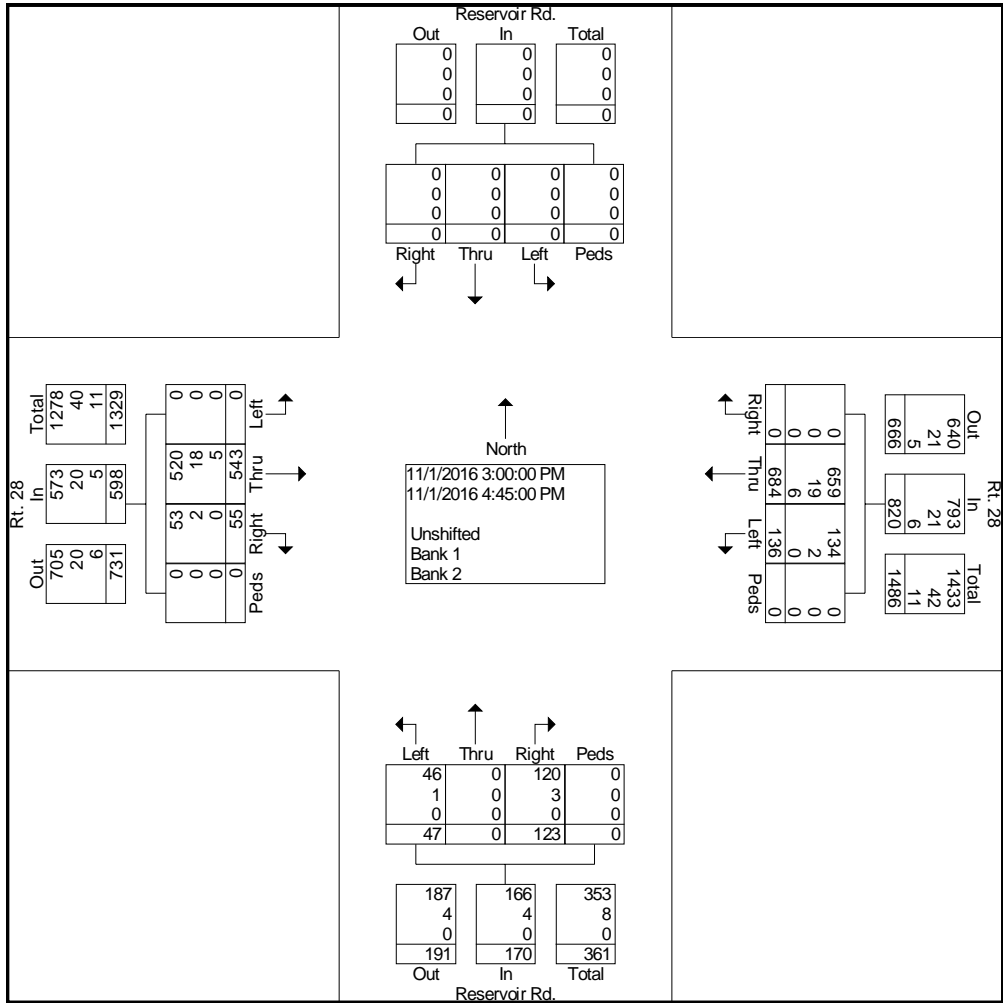 Reservoir Rd.
Out In Total
0 0 0
0 0 0
0 0 0
0 0 0
0 0 0 0
0 0 0 0
0 0 0 0
0 0 0 0
Right Thru Left Peds
Rt. 28
Total In Out
1278 573 705
40 20 20
11 5 6
1329 598 731
0 520 53 0
0 18 2 0
0 5 0 0
0 543 55 0
Left Thru Right Peds
North
11/1/2016 3:00:00 PM
11/1/2016 4:45:00 PM
Unshifted
Bank 1
Bank 2
Right Thru Left Peds
0 659 134 0
0 19 2 0
0 6 0 0
0 684 136 0
Rt. 28
Out In Total
640 793 1433
21 21 42
5 6 11
666 820 1486
Left Thru Right Peds
46 0 120 0
1 0 3 0
0 0 0 0
47 0 123 0
187 166 353
4 4 8
0 0 0
191 170 361
Out In Total
Reservoir Rd.